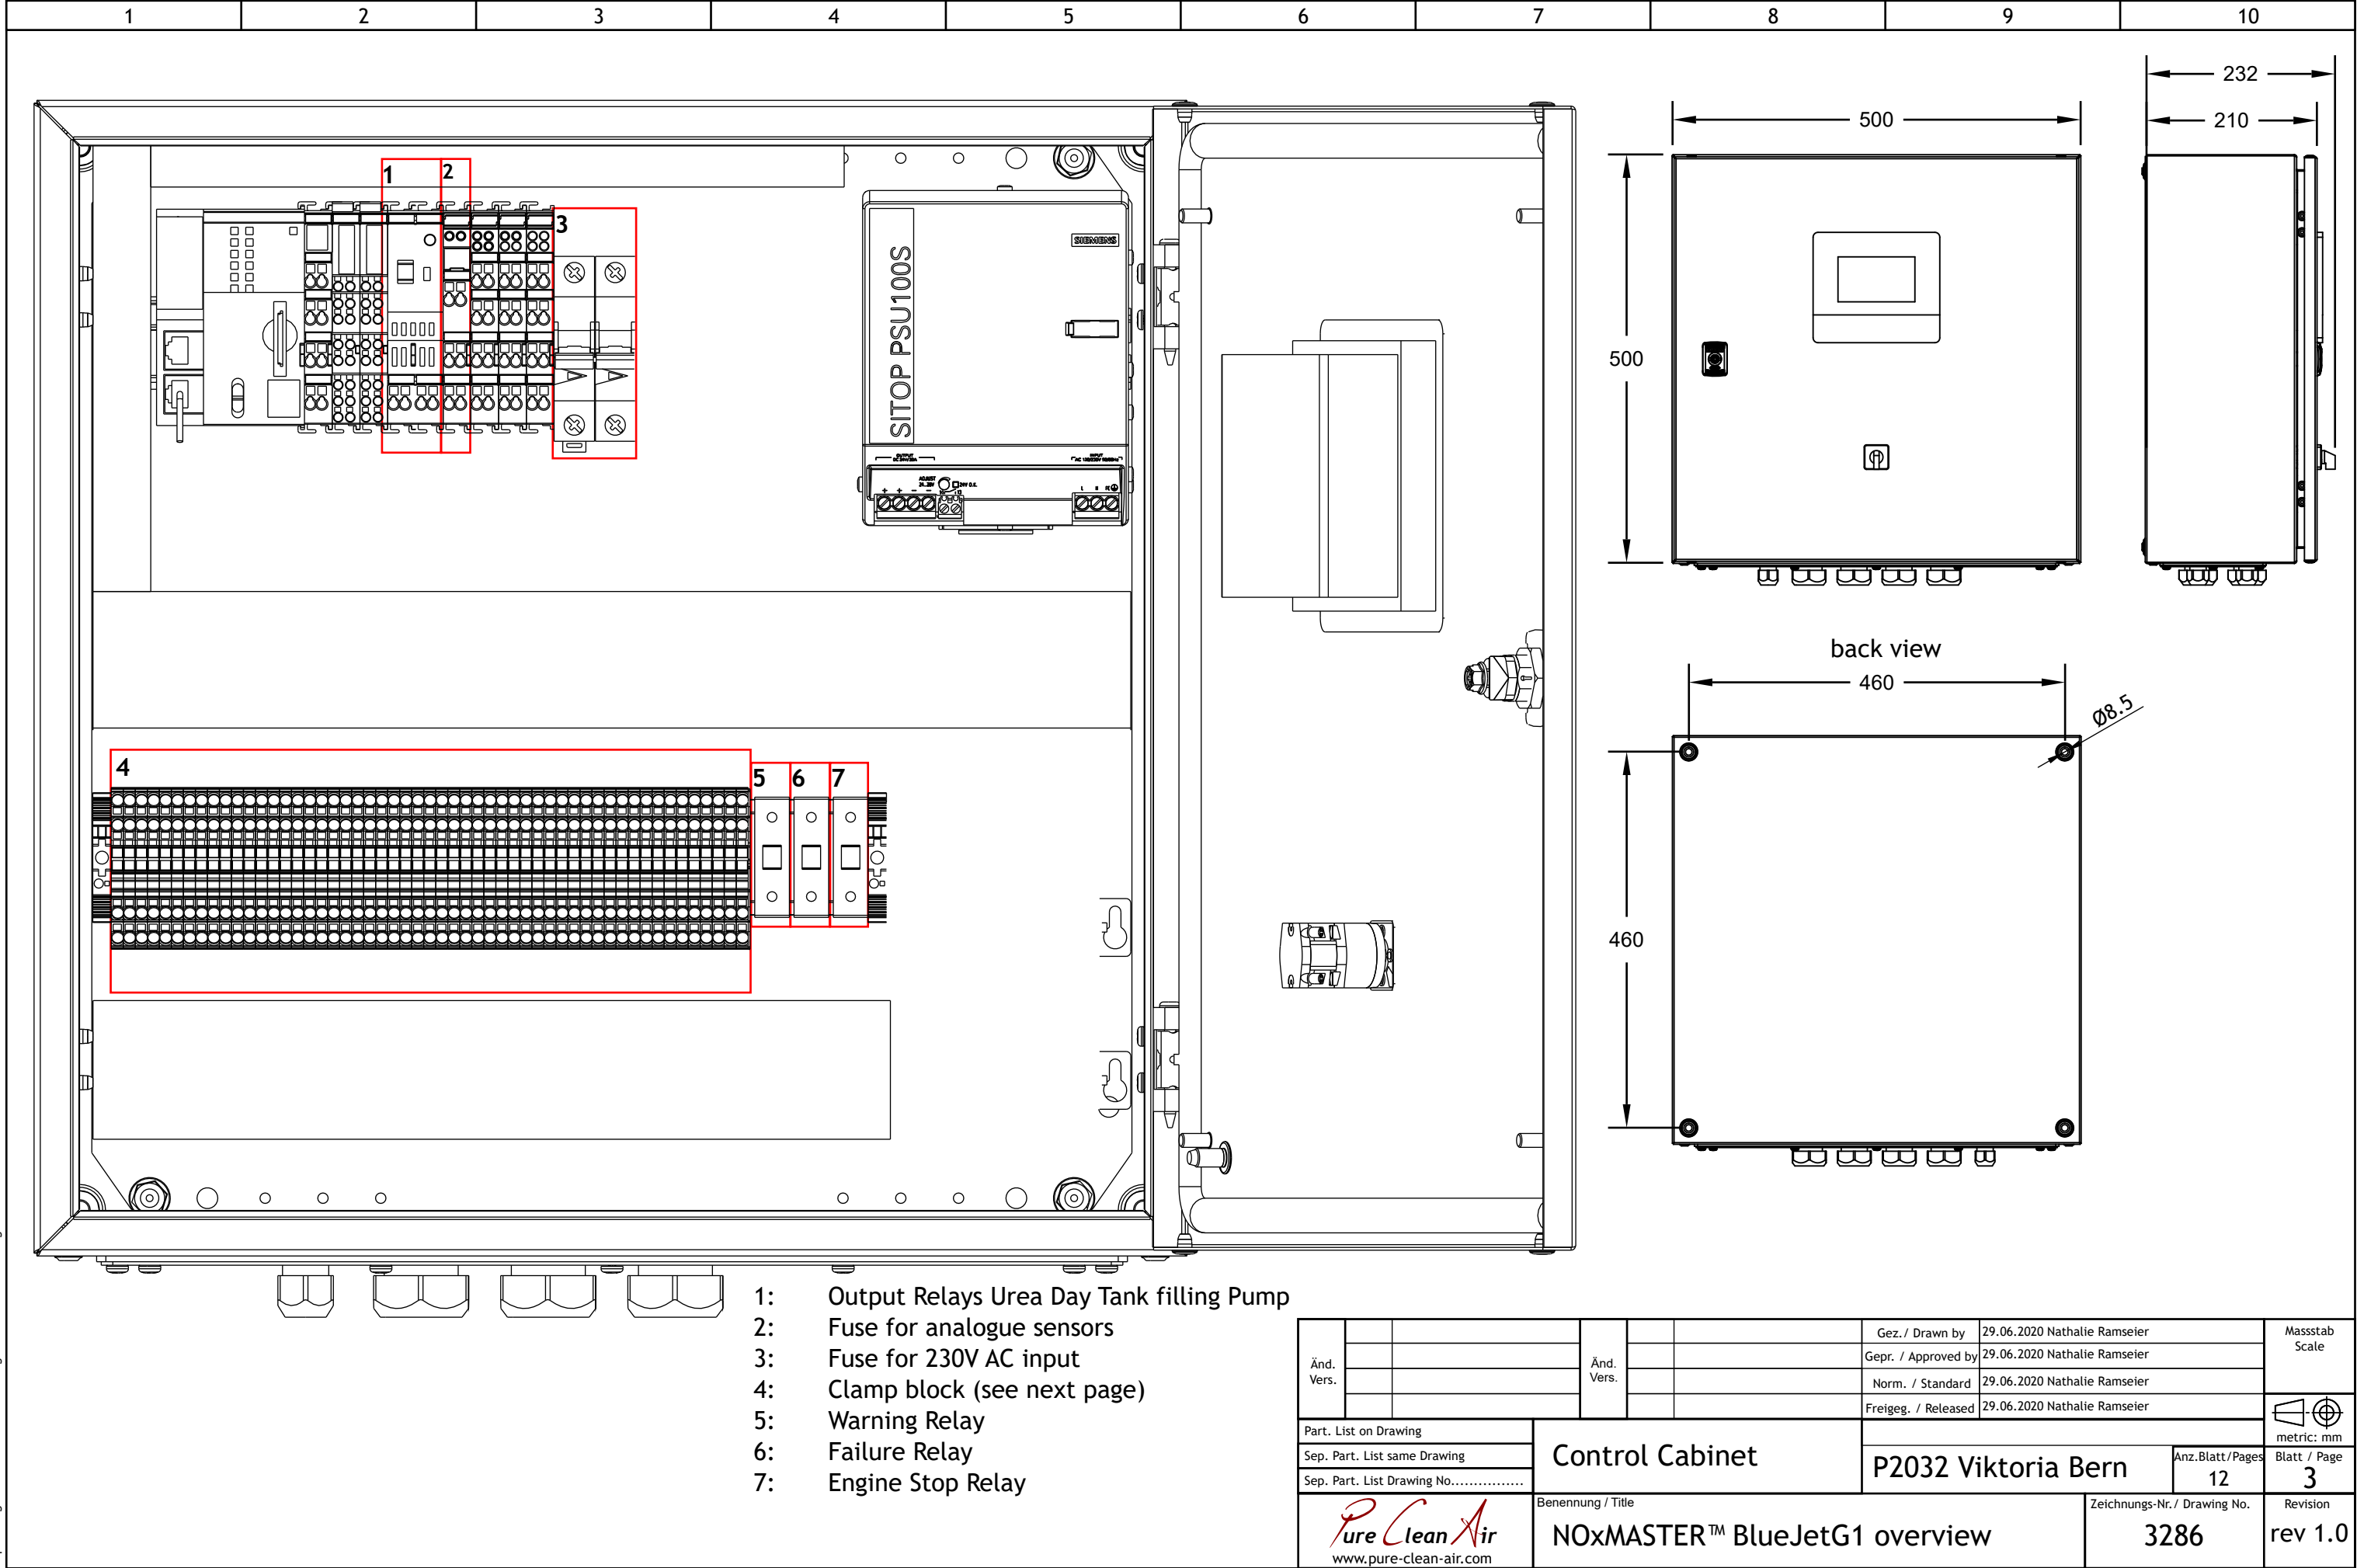 1 2 3 4 5 6 7 8 9 10
232
210
500
500
1
2
3
SITOP PSU100S
SIEMENS
OUTPUT
INPUT
ADJUST
+ + − −
L N PE
back view
460
Ø8.5
460
4
5
6
7
1: Output Relays Urea Day Tank filling Pump
2: Fuse for analogue sensors
3: Fuse for 230V AC input
4: Clamp block (see next page)
5: Warning Relay
6: Failure Relay
7: Engine Stop Relay
Änd. Vers.
Änd. Vers.
Gez./ Drawn by 29.06.2020 Nathalie Ramseier
Gepr. / Approved by 29.06.2020 Nathalie Ramseier
Norm. / Standard 29.06.2020 Nathalie Ramseier
Freigeg. / Released 29.06.2020 Nathalie Ramseier
Massstab
Scale
metric: mm
Part. List on Drawing
Sep. Part. List same Drawing
Sep. Part. List Drawing No...............
Control Cabinet
P2032 Viktoria Bern
Anz.Blatt/Pages
12
Blatt / Page
3
Pure Clean Air
www.pure-clean-air.com
Benennung / Title
NOxMASTER™ BlueJetG1 overview
Zeichnungs-Nr./ Drawing No.
3286
Revision
rev 1.0